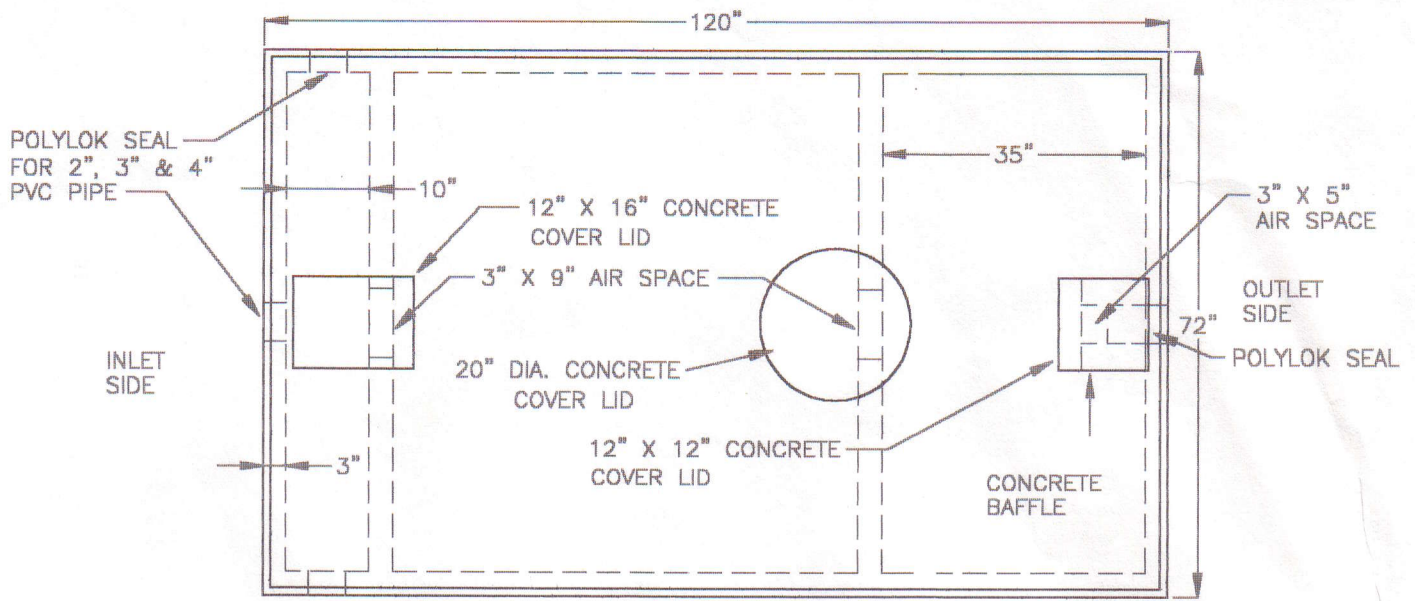 120"
POLYLOK SEAL
FOR 2", 3" & 4"
PVC PIPE
10"
35"
12" X 16" CONCRETE
COVER LID
3" X 5"
AIR SPACE
3" X 9" AIR SPACE
OUTLET
SIDE
72"
INLET
SIDE
20" DIA. CONCRETE
COVER LID
POLYLOK SEAL
12" X 12" CONCRETE
COVER LID
3"
CONCRETE
BAFFLE